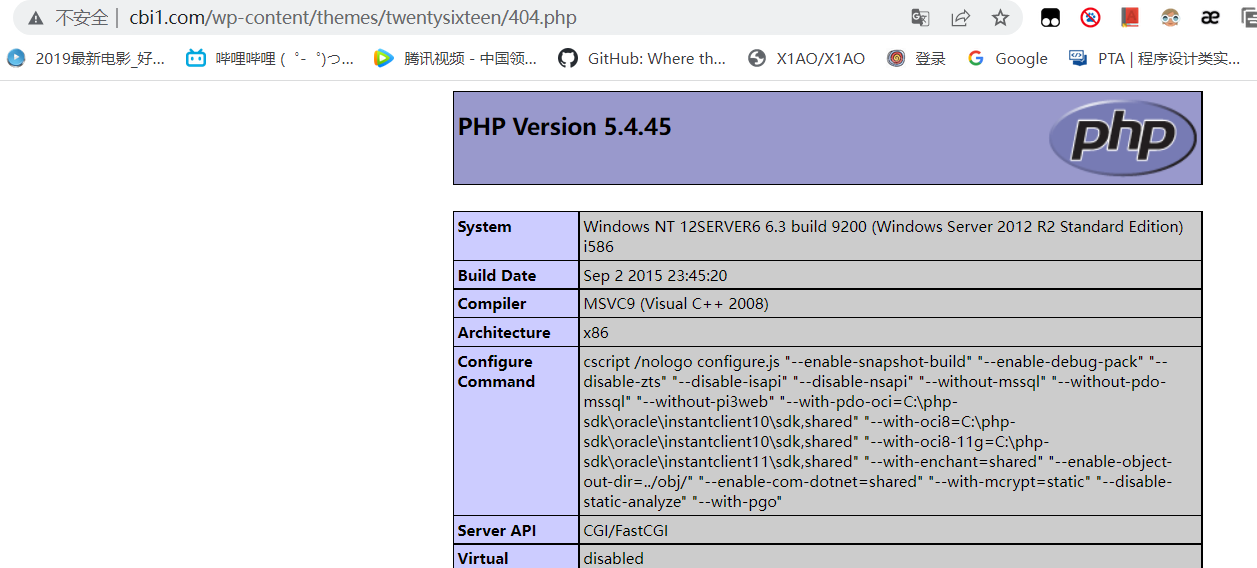 不安全 | cbi1.com/wp-content/themes/twentysixteen/404.php
2019最新电影_好... 哔哩哔哩 (゜-゜)つ... 腾讯视频 - 中国领... GitHub: Where th... X1AO/X1AO 登录 Google PTA | 程序设计类实...
PHP Version 5.4.45
php
System Windows NT 12SERVER6 6.3 build 9200 (Windows Server 2012 R2 Standard Edition)
i586
Build Date Sep 2 2015 23:45:20
Compiler MSVC9 (Visual C++ 2008)
Architecture x86
Configure cscript /nologo configure.js "--enable-snapshot-build" "--enable-debug-pack" "--
Command disable-zts" "--disable-isapi" "--disable-nsapi" "--without-mssql" "--without-pdo-
mssql" "--without-pi3web" "--with-pdo-oci=C:\php-
sdk\oracle\instantclient10\sdk,shared" "--with-oci8=C:\php-
sdk\oracle\instantclient10\sdk,shared" "--with-oci8-11g=C:\php-
sdk\oracle\instantclient11\sdk,shared" "--with-enchant=shared" "--enable-object-
out-dir=../obj/" "--enable-com-dotnet=shared" "--with-mcrypt=static" "--disable-
static-analyze" "--with-pgo"
Server API CGI/FastCGI
Virtual disabled